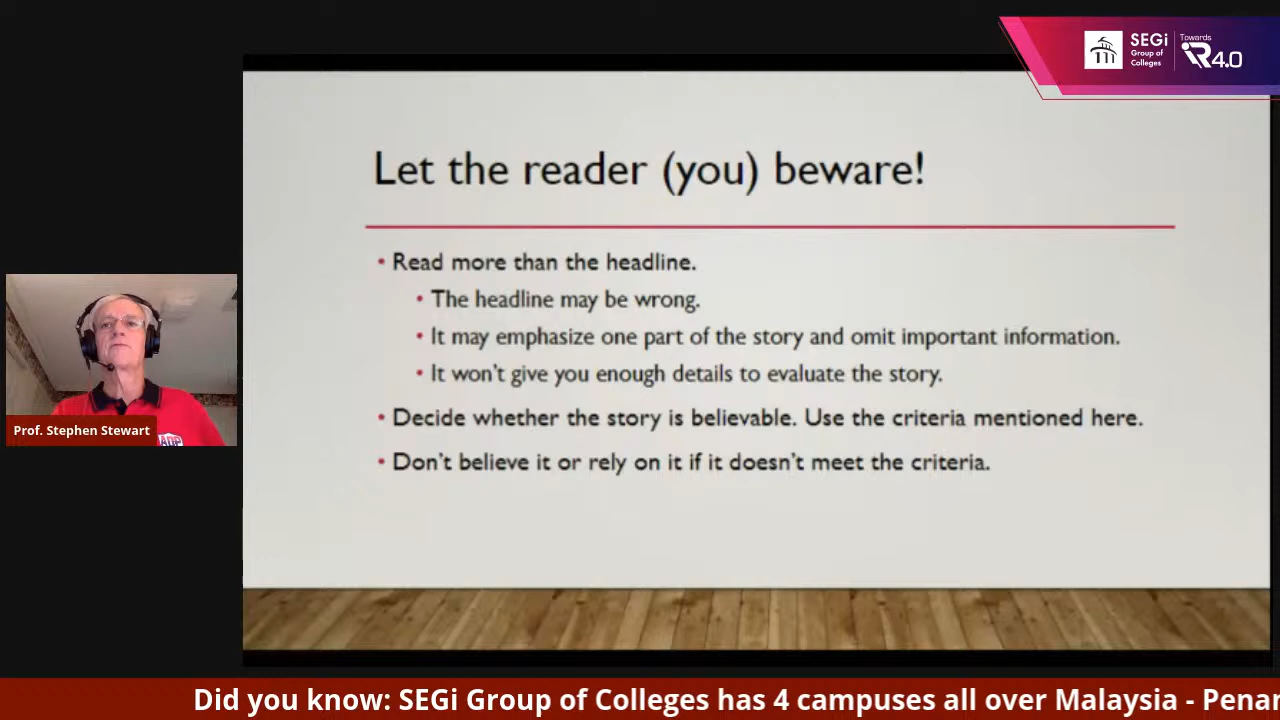 SEGi
Group of
Colleges
Towards
iR4.0
Let the reader (you) beware!
• Read more than the headline.
• The headline may be wrong.
• It may emphasize one part of the story and omit important information.
• It won't give you enough details to evaluate the story.
• Decide whether the story is believable. Use the criteria mentioned here.
• Don't believe it or rely on it if it doesn't meet the criteria.
Prof. Stephen Stewart
Did you know: SEGi Group of Colleges has 4 campuses all over Malaysia -